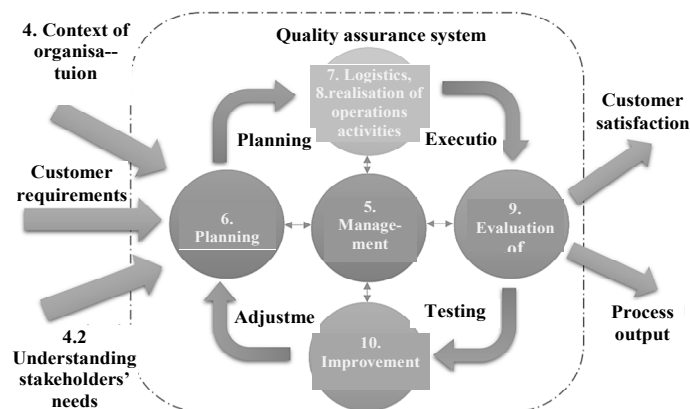 4. Context of
organisa--
tuion
Quality assurance system
7. Logistics,
8.realisation of
operations
activities
Planning
Executio
Customer
satisfaction
Customer
requirements
6.
Planning
5.
Manage-
ment
9.
Evaluation
of
Adjustme
Testing
10.
Improvement
4.2
Understanding
stakeholders’
needs
Process
output